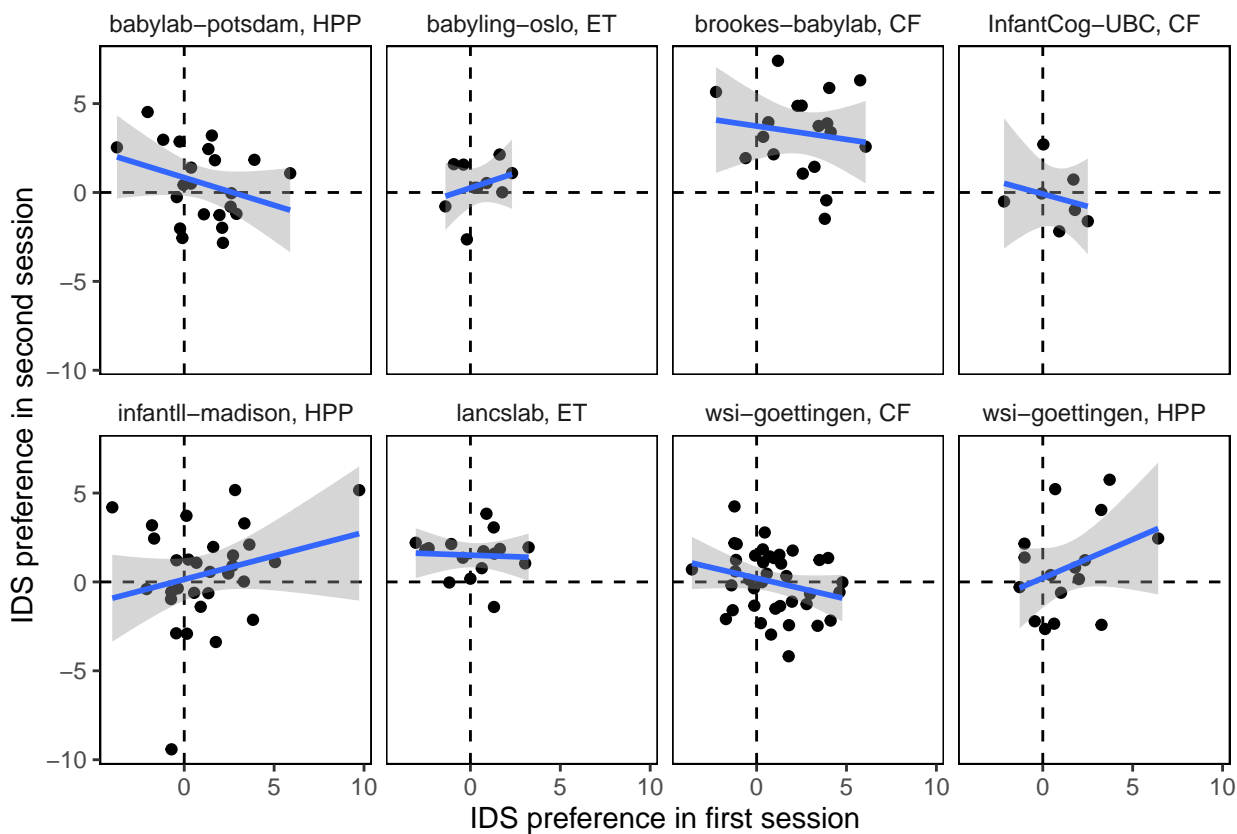 babylab−potsdam, HPP
babyling−oslo, ET
brookes−babylab, CF
InfantCog−UBC, CF
5
0
−5
−10
infantll−madison, HPP
lancslab, ET
wsi−goettingen, CF
wsi−goettingen, HPP
5
0
−5
−10
0 5 10
0 5 10
0 5 10
0 5 10
IDS preference in first session
IDS preference in second session